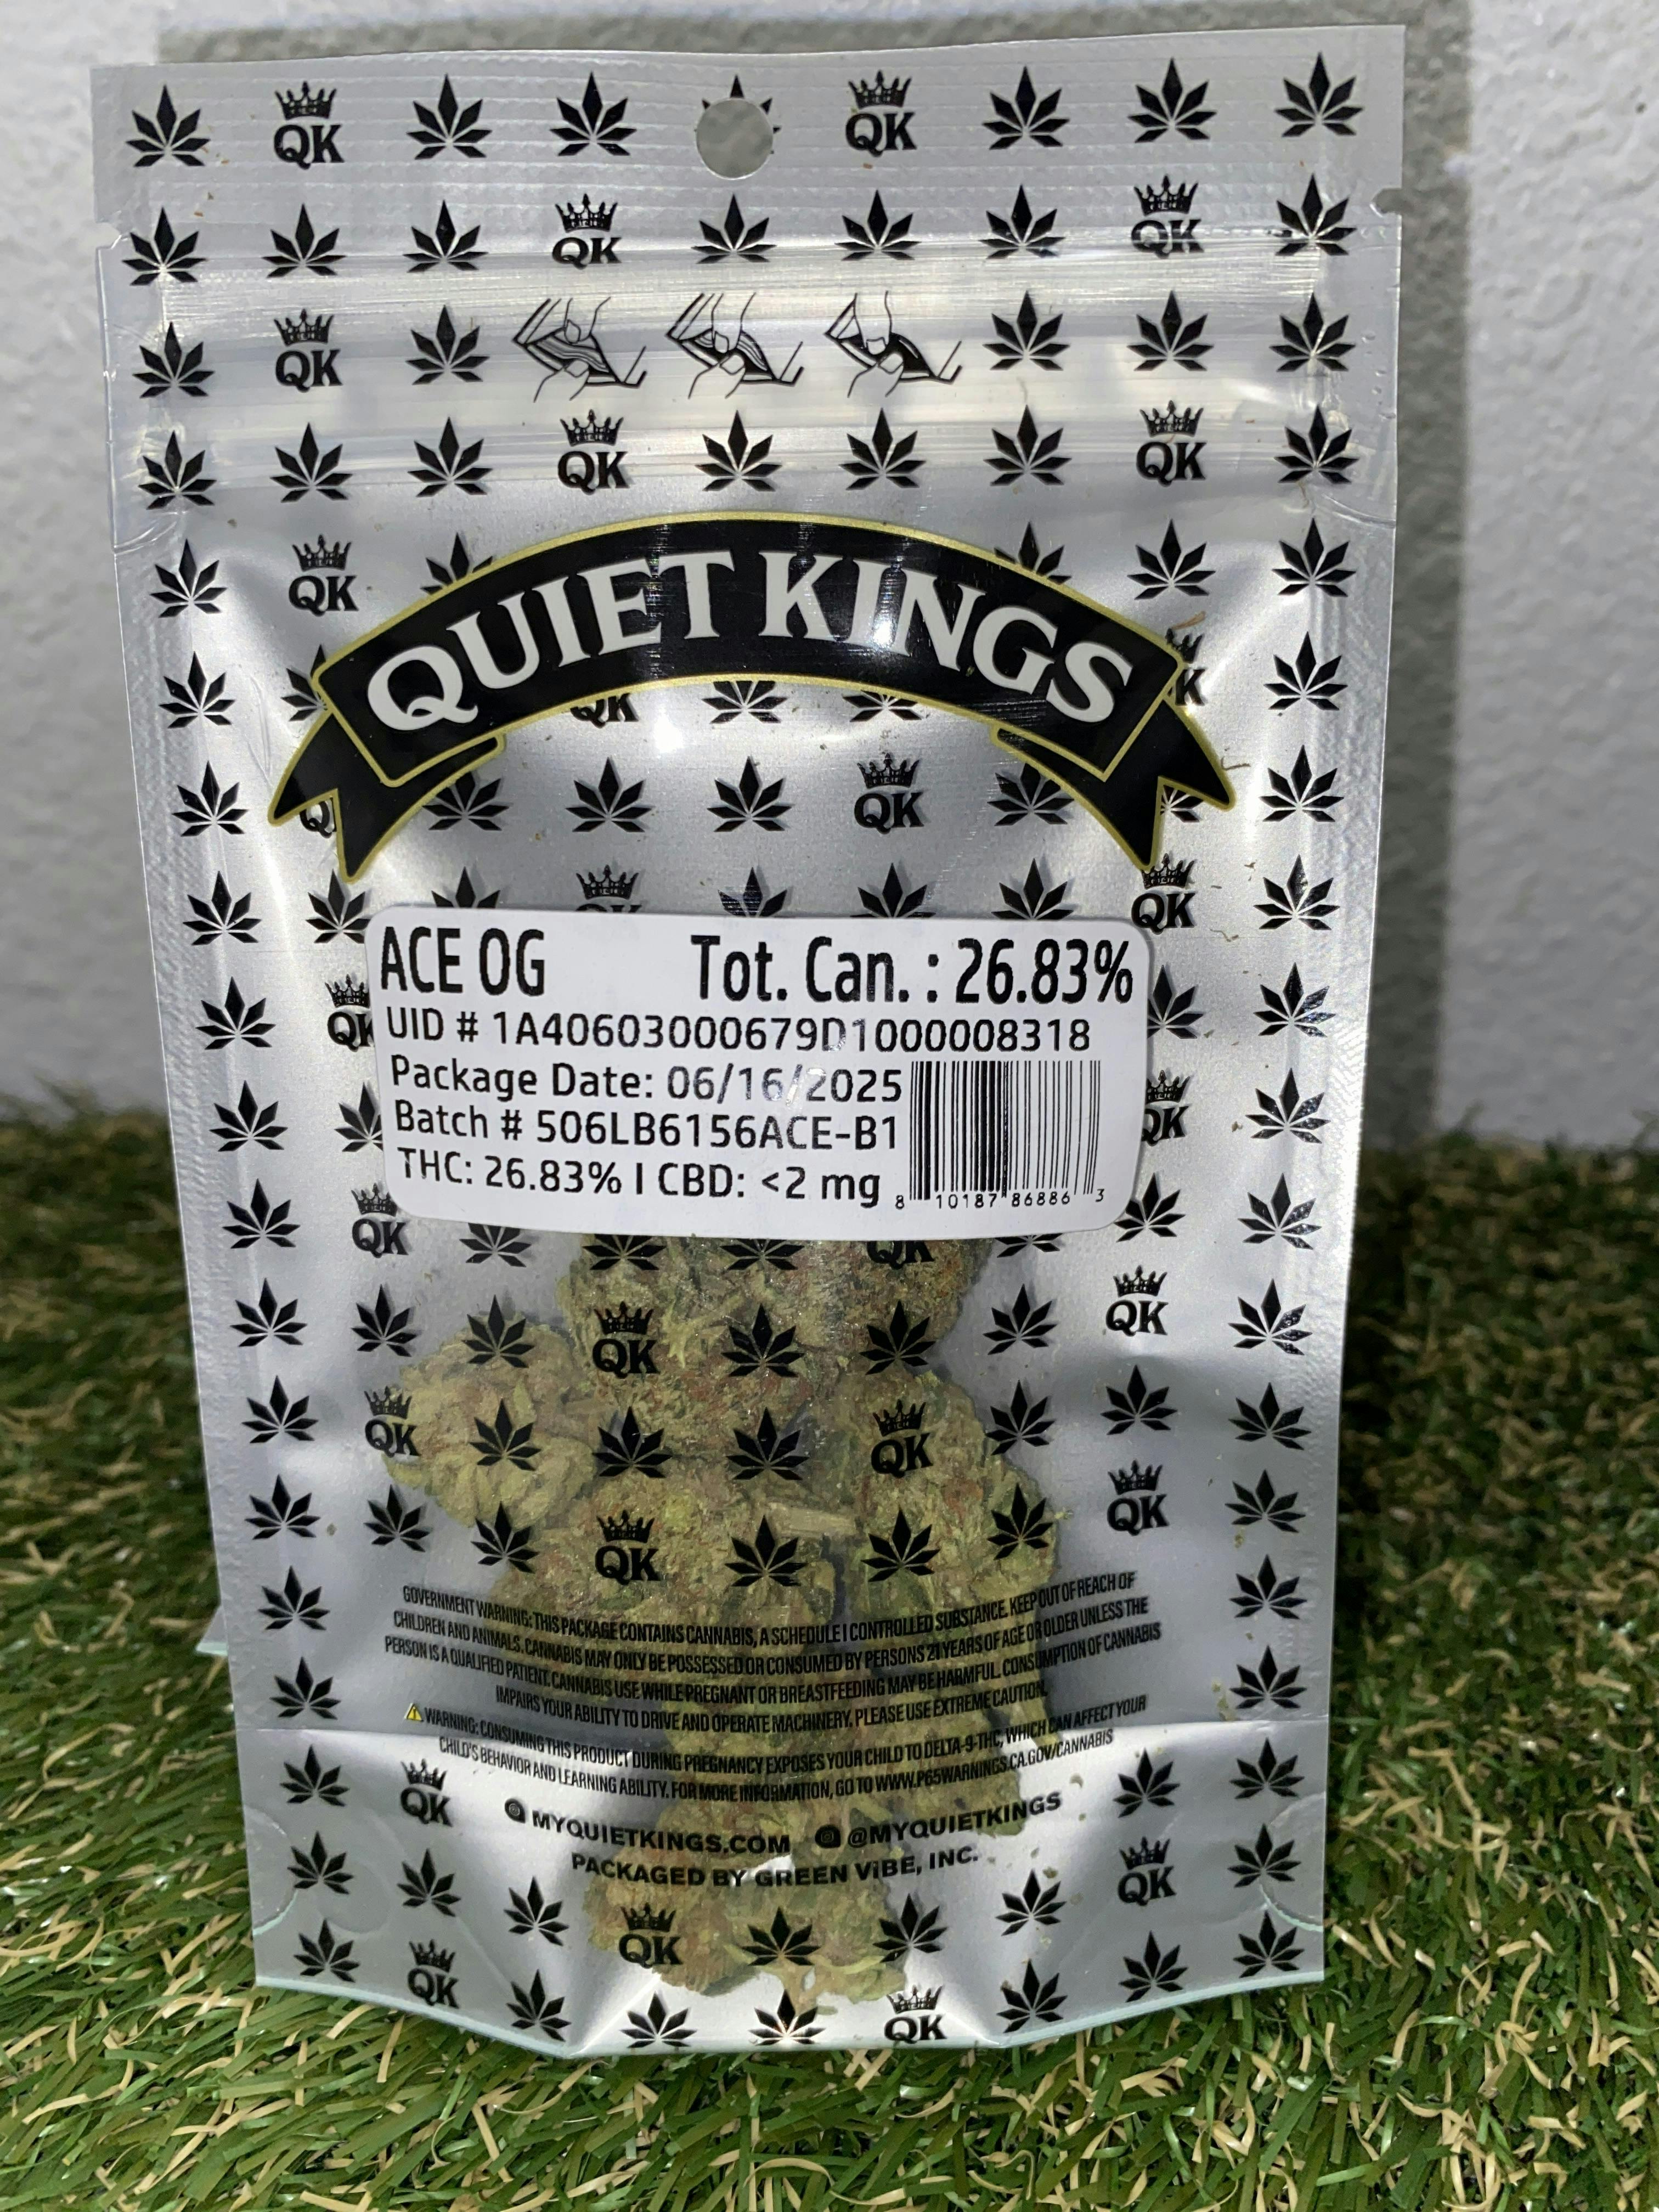 QUIET KINGS
ACE OG Tot. Can. : 26.83%
UID # 1A40603000679D1000008318
Package Date: 06/16/2025
Batch # 506LB6156ACE-B1
THC: 26.83% I CBD: <2 mg
8 10187 86886 3
GOVERNMENT WARNING: THIS PACKAGE CONTAINS CANNABIS, A SCHEDULE I CONTROLLED SUBSTANCE. KEEP OUT OF REACH OF
CHILDREN AND ANIMALS. CANNABIS MAY ONLY BE POSSESSED OR CONSUMED BY PERSONS 21 YEARS OF AGE OR OLDER UNLESS THE
PERSON IS A QUALIFIED PATIENT. CANNABIS USE WHILE PREGNANT OR BREASTFEEDING MAY BE HARMFUL. CONSUMPTION OF CANNABIS
IMPAIRS YOUR ABILITY TO DRIVE AND OPERATE MACHINERY. PLEASE USE EXTREME CAUTION.
WARNING: CONSUMING THIS PRODUCT DURING PREGNANCY EXPOSES YOUR CHILD TO DELTA-9-THC, WHICH CAN AFFECT YOUR
CHILD'S BEHAVIOR AND LEARNING ABILITY. FOR MORE INFORMATION, GO TO WWW.P65WARNINGS.CA.GOV/CANNABIS
MYQUIETKINGS.COM @MYQUIETKINGS
PACKAGED BY GREEN ViBE, INC.
QK